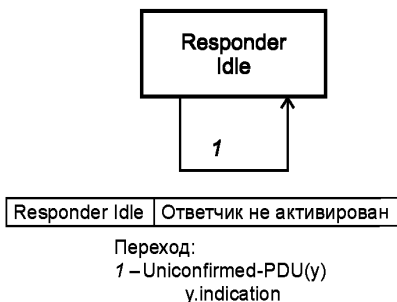 Responder
Idle
1
Responder Idle Ответчик не активирован
Переход:
1 – Uniconfirmed-PDU(y)
y.indication